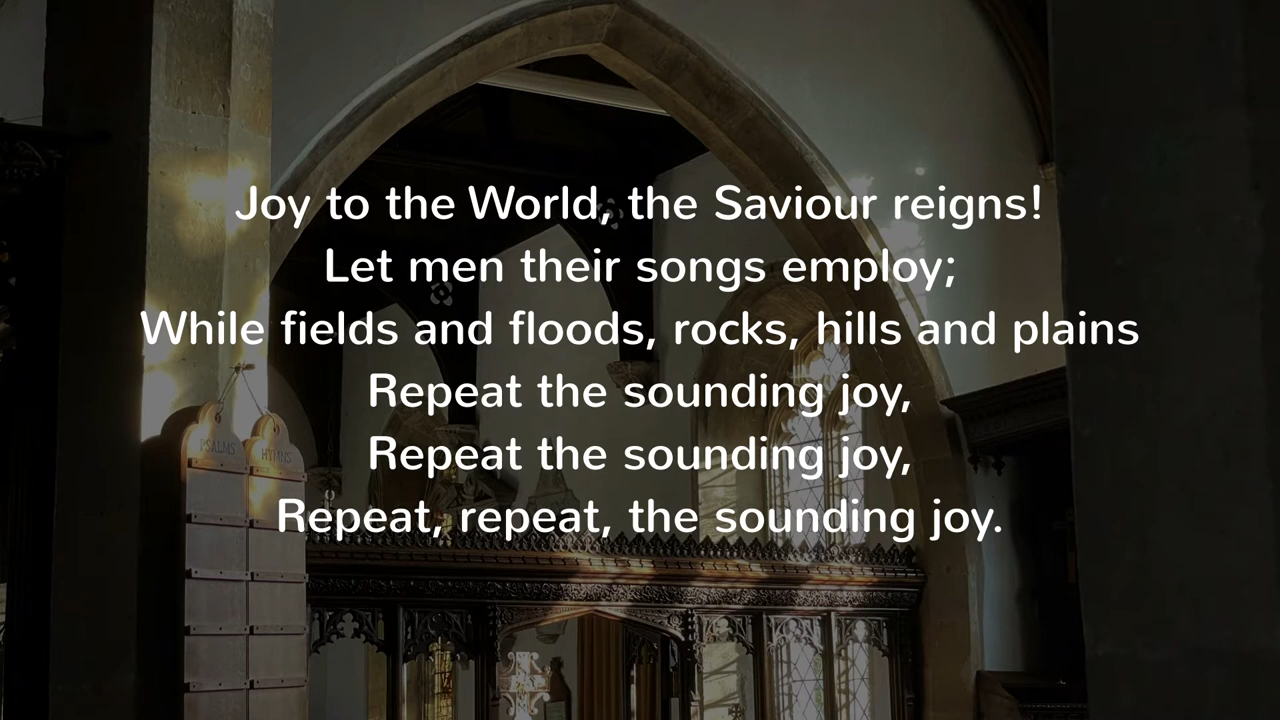 Joy to the World, the Saviour reigns!
Let men their songs employ;
While fields and floods, rocks, hills and plains
Repeat the sounding joy,
Repeat the sounding joy,
Repeat, repeat, the sounding joy.
PSALMS
HYMNS